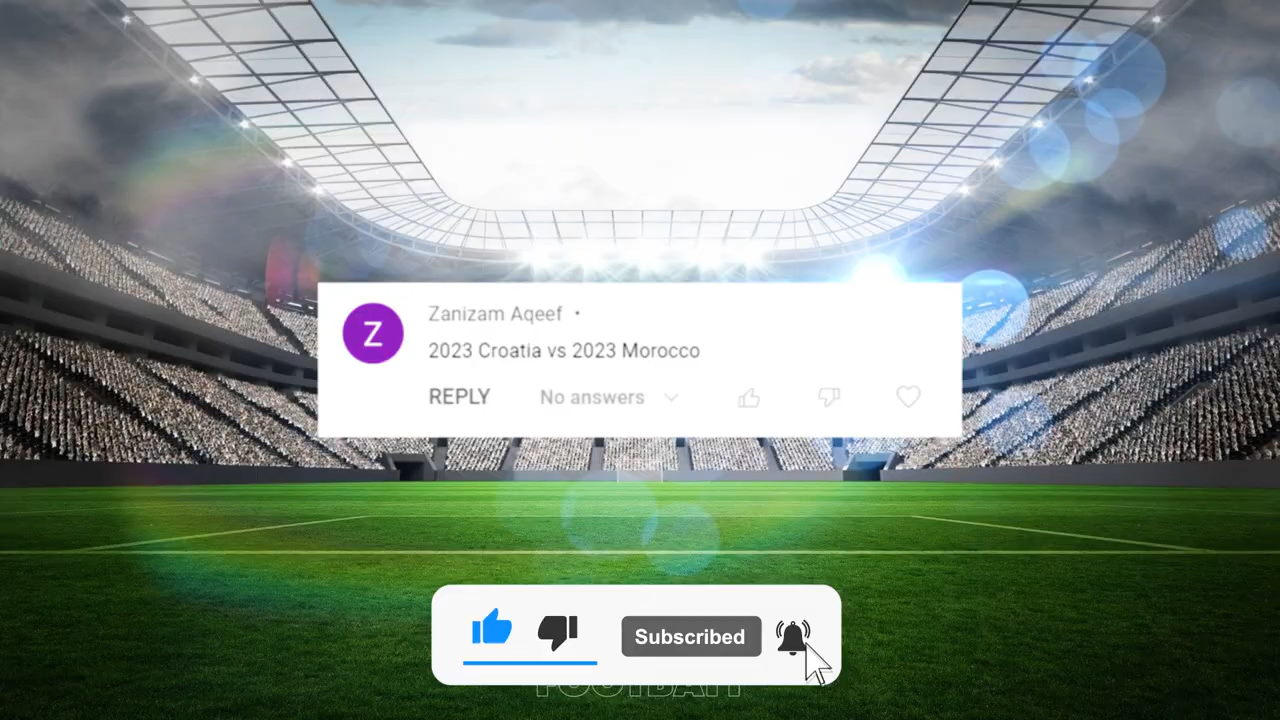 Z
Zanizam Aqeef •
2023 Croatia vs 2023 Morocco
REPLY No answers
Subscribed